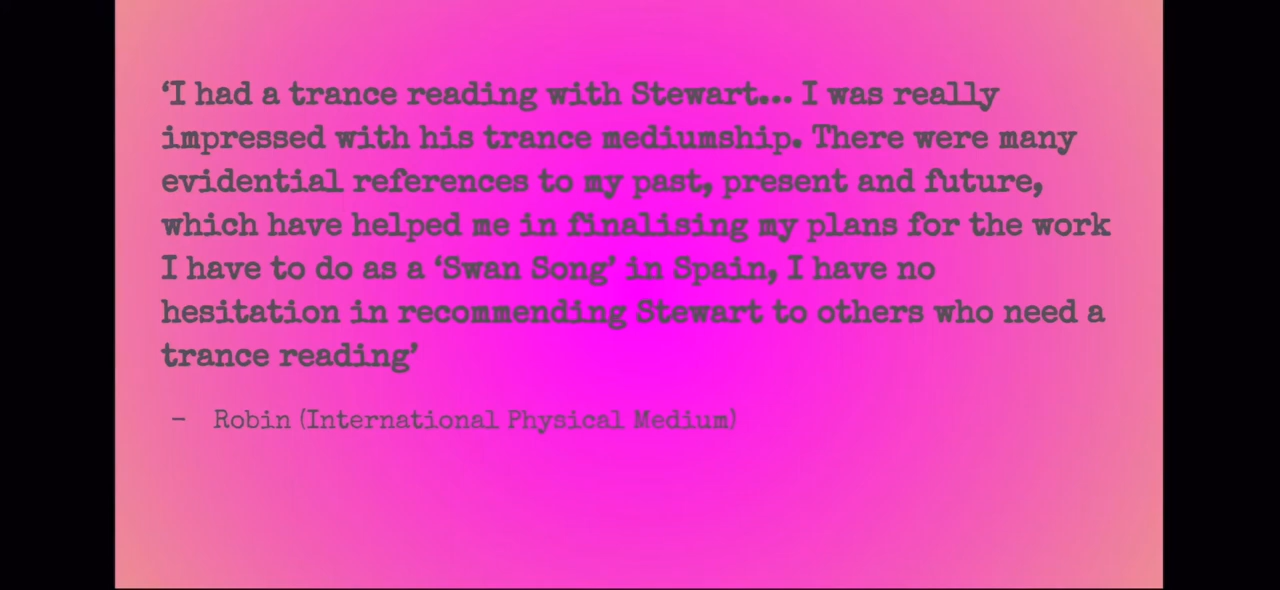 ‘I had a trance reading with Stewart... I was really
impressed with his trance mediumship. There were many
evidential references to my past, present and future,
which have helped me in finalising my plans for the work
I have to do as a ‘Swan Song’ in Spain, I have no
hesitation in recommending Stewart to others who need a
trance reading’
– Robin (International Physical Medium)